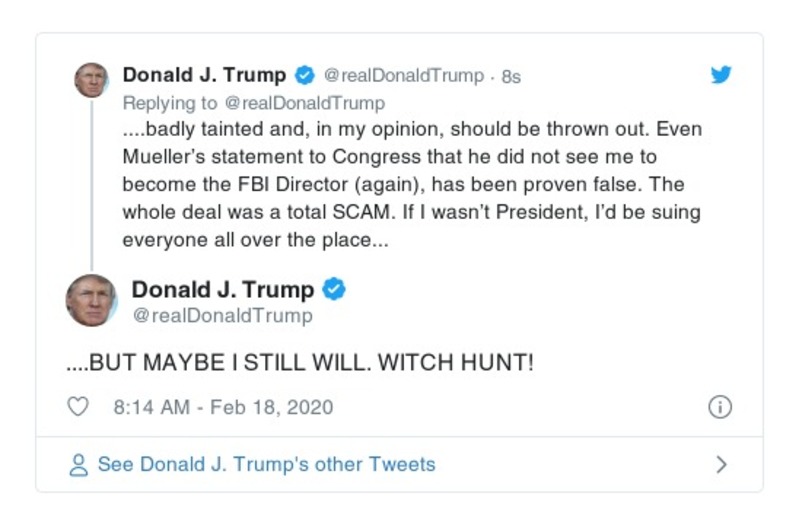 Donald J. Trump @realDonaldTrump · 8s
Replying to @realDonaldTrump
....badly tainted and, in my opinion, should be thrown out. Even
Mueller’s statement to Congress that he did not see me to
become the FBI Director (again), has been proven false. The
whole deal was a total SCAM. If I wasn’t President, I’d be suing
everyone all over the place...
Donald J. Trump
@realDonaldTrump
....BUT MAYBE I STILL WILL. WITCH HUNT!
8:14 AM - Feb 18, 2020
See Donald J. Trump's other Tweets